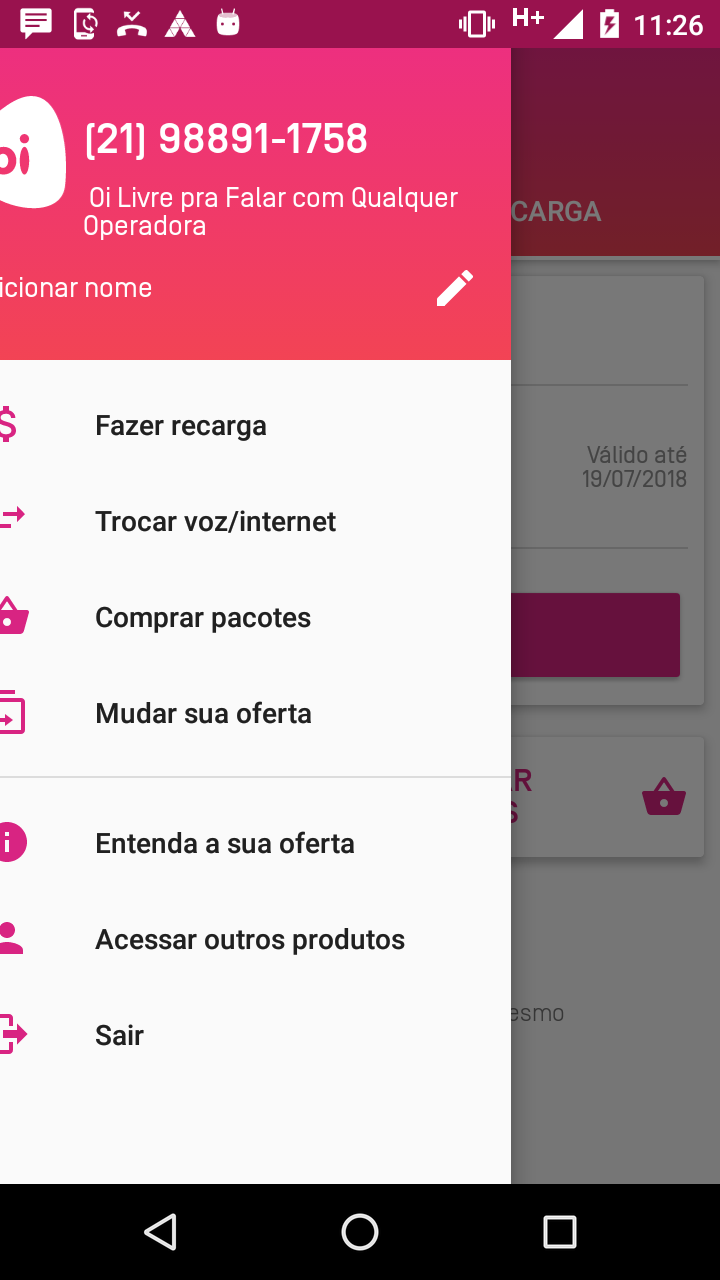 H+ 11:26
oi
(21) 98891-1758
Oi Livre pra Falar com Qualquer
Operadora
CARGA
icionar nome
Fazer recarga
Válido até
19/07/2018
Trocar voz/internet
Comprar pacotes
Mudar sua oferta
AR
S
Entenda a sua oferta
Acessar outros produtos
esmo
Sair